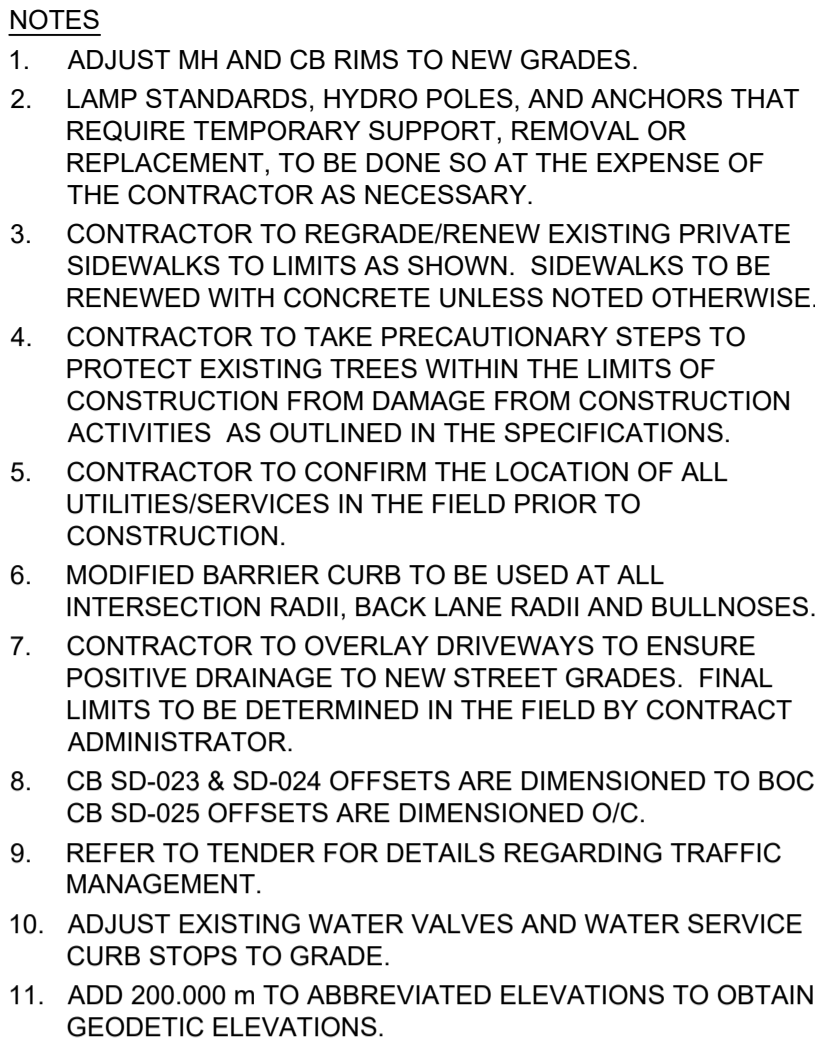 NOTES
1. ADJUST MH AND CB RIMS TO NEW GRADES.
2. LAMP STANDARDS, HYDRO POLES, AND ANCHORS THAT
REQUIRE TEMPORARY SUPPORT, REMOVAL OR
REPLACEMENT, TO BE DONE SO AT THE EXPENSE OF
THE CONTRACTOR AS NECESSARY.
3. CONTRACTOR TO REGRADE/RENEW EXISTING PRIVATE
SIDEWALKS TO LIMITS AS SHOWN. SIDEWALKS TO BE
RENEWED WITH CONCRETE UNLESS NOTED OTHERWISE.
4. CONTRACTOR TO TAKE PRECAUTIONARY STEPS TO
PROTECT EXISTING TREES WITHIN THE LIMITS OF
CONSTRUCTION FROM DAMAGE FROM CONSTRUCTION
ACTIVITIES AS OUTLINED IN THE SPECIFICATIONS.
5. CONTRACTOR TO CONFIRM THE LOCATION OF ALL
UTILITIES/SERVICES IN THE FIELD PRIOR TO
CONSTRUCTION.
6. MODIFIED BARRIER CURB TO BE USED AT ALL
INTERSECTION RADII, BACK LANE RADII AND BULLNOSES.
7. CONTRACTOR TO OVERLAY DRIVEWAYS TO ENSURE
POSITIVE DRAINAGE TO NEW STREET GRADES. FINAL
LIMITS TO BE DETERMINED IN THE FIELD BY CONTRACT
ADMINISTRATOR.
8. CB SD-023 & SD-024 OFFSETS ARE DIMENSIONED TO BOC
CB SD-025 OFFSETS ARE DIMENSIONED O/C.
9. REFER TO TENDER FOR DETAILS REGARDING TRAFFIC
MANAGEMENT.
10. ADJUST EXISTING WATER VALVES AND WATER SERVICE
CURB STOPS TO GRADE.
11. ADD 200.000 m TO ABBREVIATED ELEVATIONS TO OBTAIN
GEODETIC ELEVATIONS.